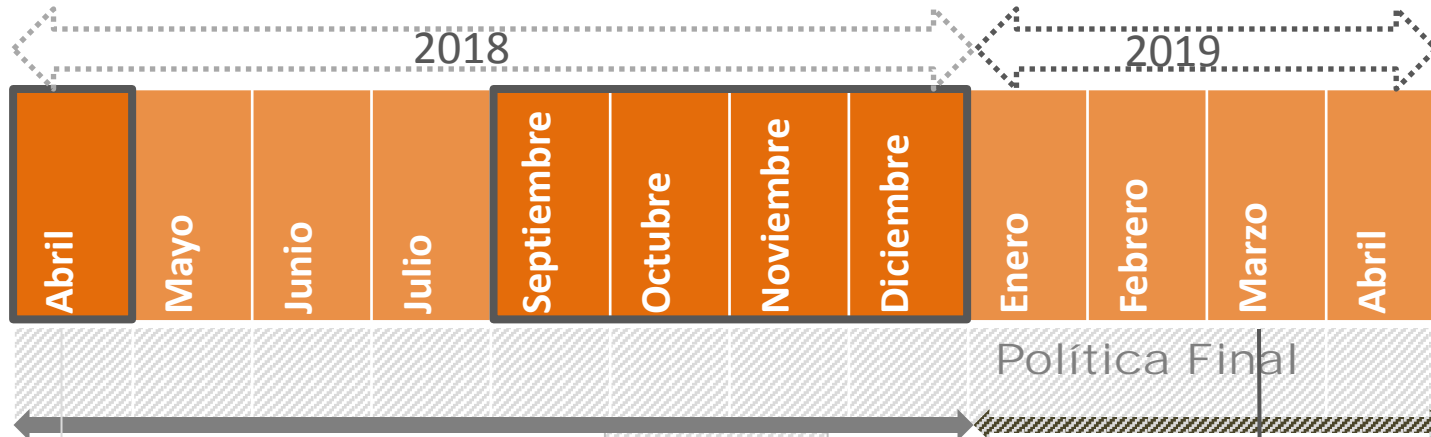 2018
2019
Abril
Mayo
Junio
Julio
Septiembre
Octubre
Noviembre
Diciembre
Enero
Febrero
Marzo
Abril
Política Final